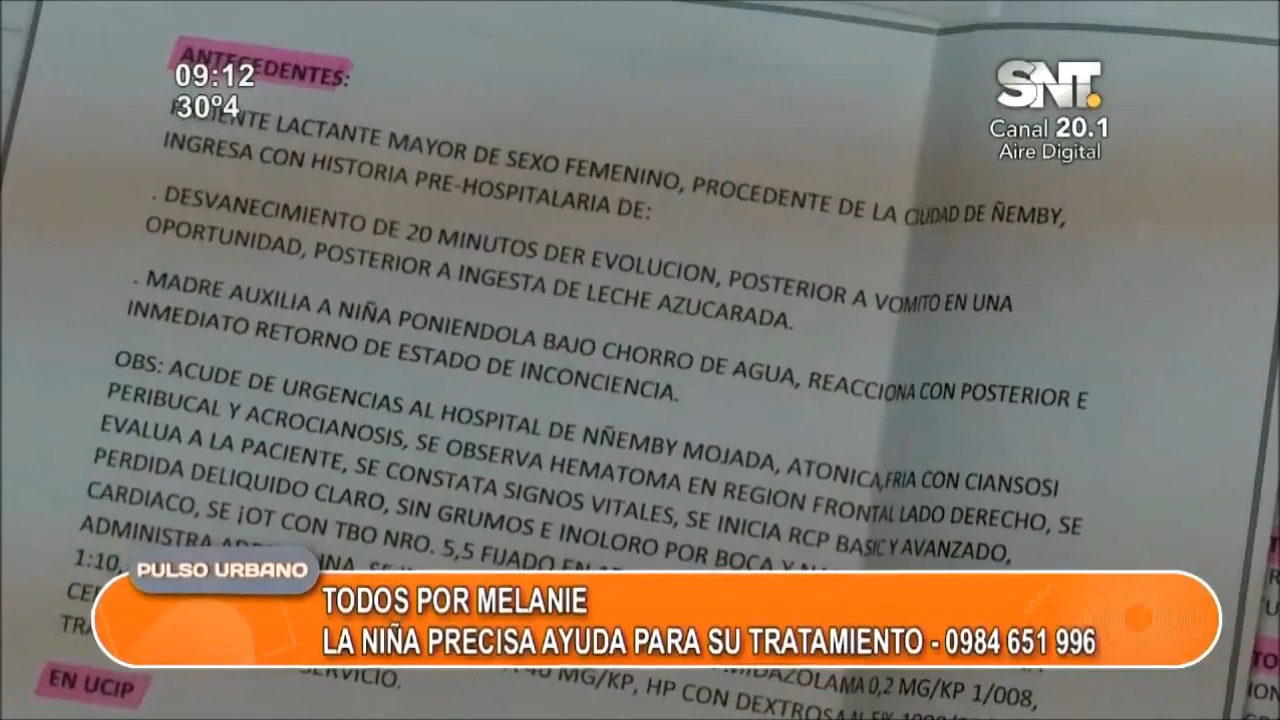 ANTECEDENTES:
09:12
30º4
PACIENTE LACTANTE MAYOR DE SEXO FEMENINO, PROCEDENTE DE LA CIUDAD DE ÑEMBY,
INGRESA CON HISTORIA PRE-HOSPITALARIA DE:
. DESVANECIMIENTO DE 20 MINUTOS DER EVOLUCION, POSTERIOR A VOMITO EN UNA
OPORTUNIDAD, POSTERIOR A INGESTA DE LECHE AZUCARADA.
. MADRE AUXILIA A NIÑA PONIENDOLA BAJO CHORRO DE AGUA, REACCIONA CON POSTERIOR E
INMEDIATO RETORNO DE ESTADO DE INCONCIENCIA.
OBS: ACUDE DE URGENCIAS AL HOSPITAL DE NÑEMBY MOJADA, ATONICA,FRIA CON CIANSOSI
PERIBUCAL Y ACROCIANOSIS, SE OBSERVA HEMATOMA EN REGION FRONTAL LADO DERECHO, SE
EVALUA A LA PACIENTE, SE CONSTATA SIGNOS VITALES, SE INICIA RCP BASIC Y AVANZADO,
PERDIDA DELIQUIDO CLARO, SIN GRUMOS E INOLORO POR BOCA Y
CARDIACO, SE ¡OT CON TBO NRO. 5,5 FIJADO EN
ADMINISTRA
1:10,
MIDAZOLAMA 0,2 MG/KP 1/008,
MG/KP, HP CON DEXTROSA AL 5%
SERVICIO.
EN UCIP
SNT.
Canal 20.1
Aire Digital
PULSO URBANO
TODOS POR MELANIE
LA NIÑA PRECISA AYUDA PARA SU TRATAMIENTO - 0984 651 996